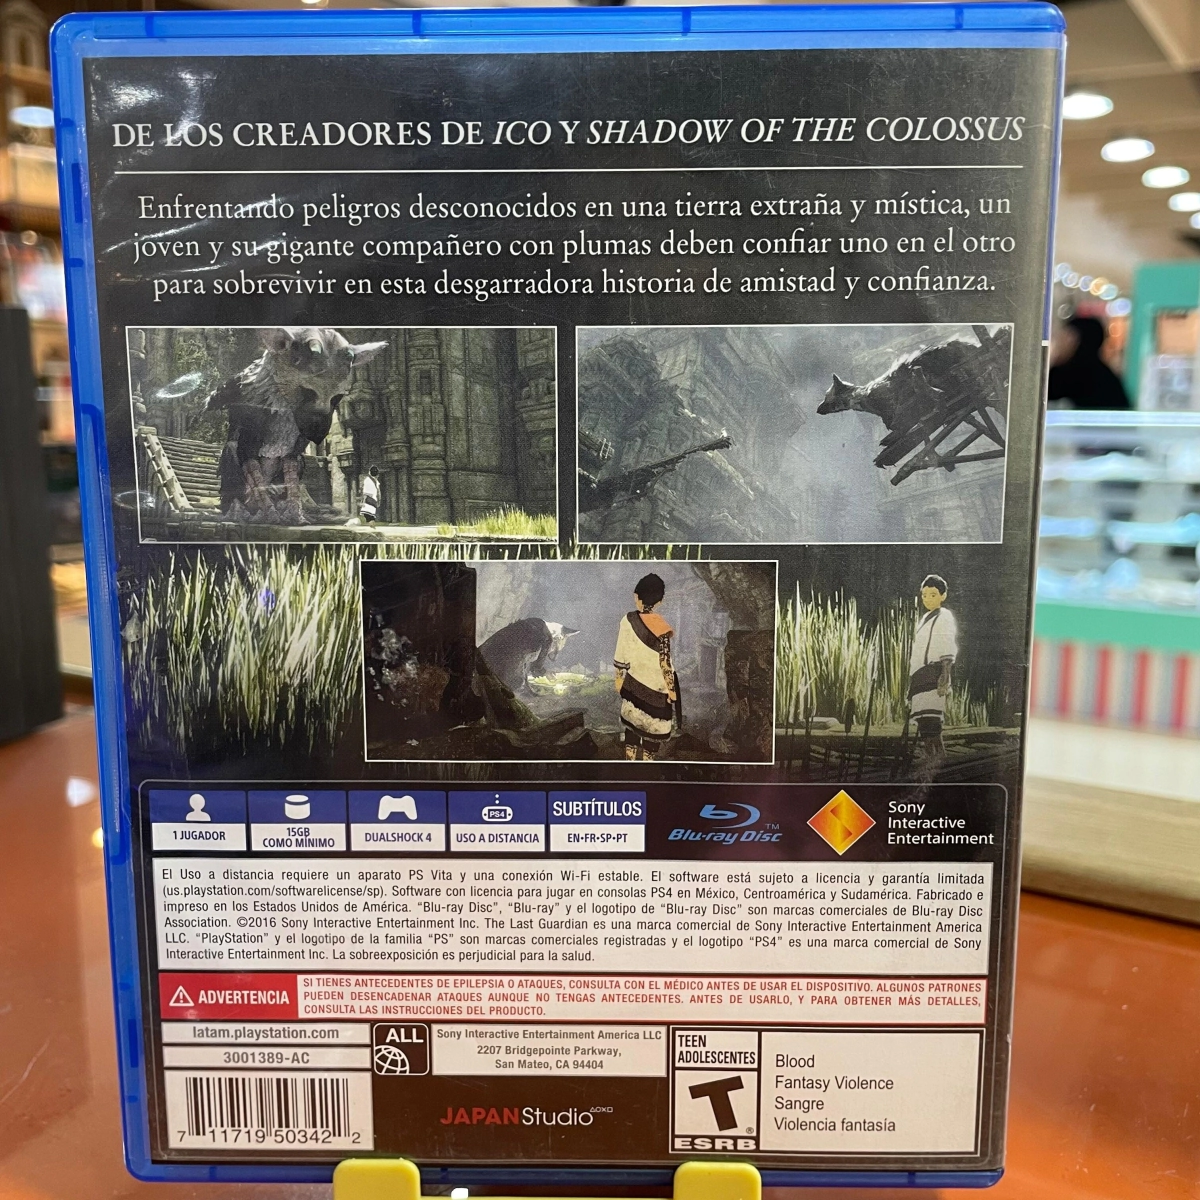 DE LOS CREADORES DE ICO Y SHADOW OF THE COLOSSUS
Enfrentando peligros desconocidos en una tierra extraña y mística, un
joven y su gigante compañero con plumas deben confiar uno en el otro
para sobrevivir en esta desgarradora historia de amistad y confianza.
1 JUGADOR
15GB
COMO MÍNIMO
DUALSHOCK 4
PS4
USO A DISTANCIA
SUBTÍTULOS
EN•FR•SP•PT
Blu-ray Disc™
Sony
Interactive
Entertainment
El Uso a distancia requiere un aparato PS Vita y una conexión Wi-Fi estable. El software está sujeto a licencia y garantía limitada
(us.playstation.com/softwarelicense/sp). Software con licencia para jugar en consolas PS4 en México, Centroamérica y Sudamérica. Fabricado e
impreso en los Estados Unidos de América. “Blu-ray Disc”, “Blu-ray” y el logotipo de “Blu-ray Disc” son marcas comerciales de Blu-ray Disc
Association. ©2016 Sony Interactive Entertainment Inc. The Last Guardian es una marca comercial de Sony Interactive Entertainment America
LLC. “PlayStation” y el logotipo de la familia “PS” son marcas comerciales registradas y el logotipo “PS4” es una marca comercial de Sony
Interactive Entertainment Inc. La sobreexposición es perjudicial para la salud.
ADVERTENCIA
SI TIENES ANTECEDENTES DE EPILEPSIA O ATAQUES, CONSULTA CON EL MÉDICO ANTES DE USAR EL DISPOSITIVO. ALGUNOS PATRONES
PUEDEN DESENCADENAR ATAQUES AUNQUE NO TENGAS ANTECEDENTES. ANTES DE USARLO, Y PARA OBTENER MÁS DETALLES,
CONSULTA LAS INSTRUCCIONES DEL PRODUCTO.
latam.playstation.com
3001389-AC
7 11719 50342 2
ALL
Sony Interactive Entertainment America LLC
2207 Bridgepointe Parkway,
San Mateo, CA 94404
JAPANStudio
TEEN
ADOLESCENTES
T
®
ESRB
Blood
Fantasy Violence
Sangre
Violencia fantasía